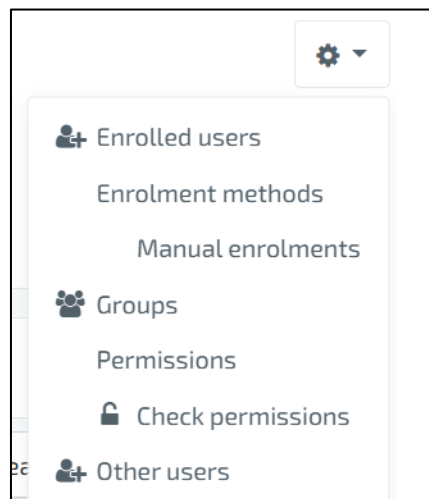 Enrolled users
Enrolment methods
Manual enrolments
Groups
Permissions
Check permissions
Other users